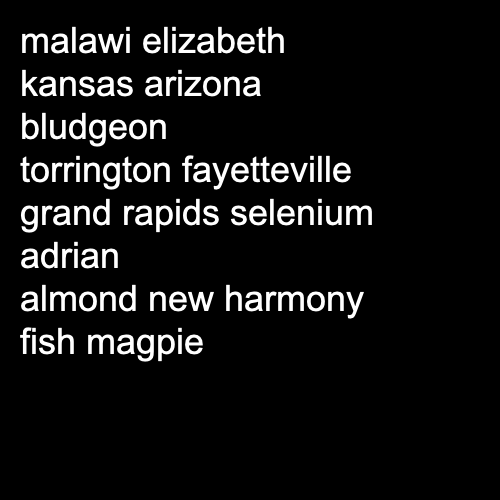 malawi elizabeth
kansas arizona
bludgeon
torrington fayetteville
grand rapids selenium
adrian
almond new harmony
fish magpie